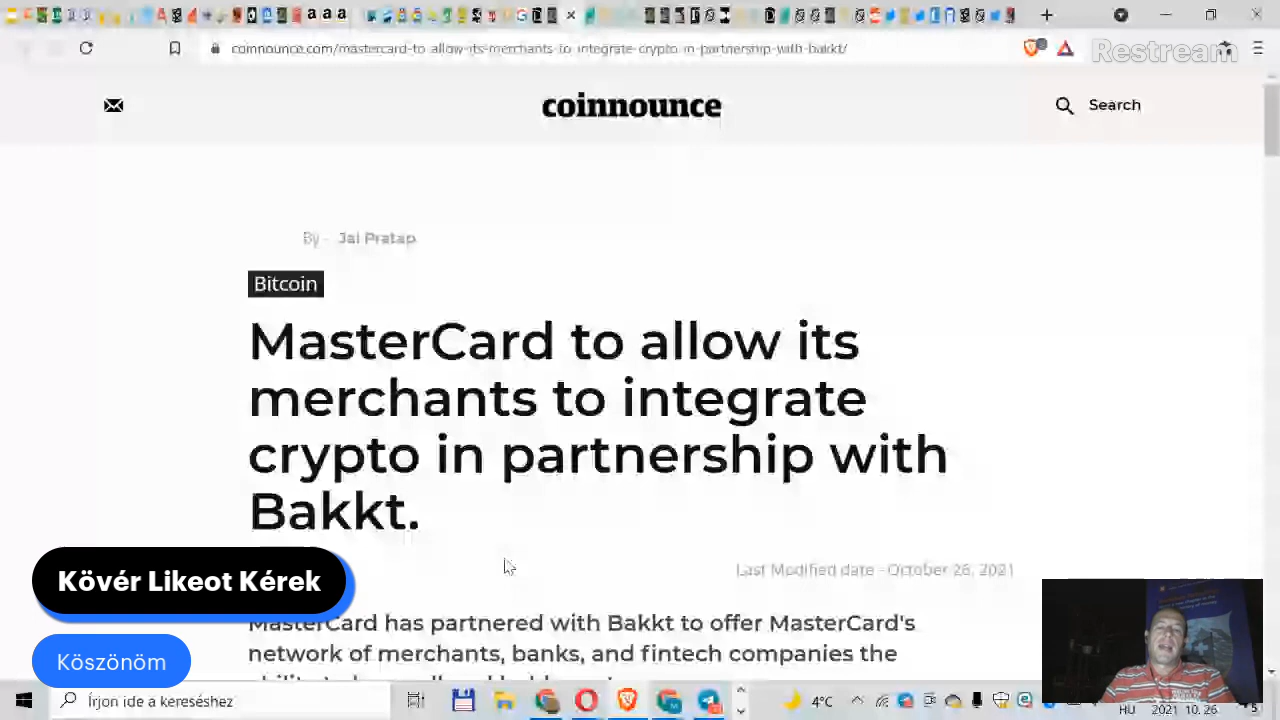 coinnounce.com/mastercard-to-allow-its-merchants-to-integrate-crypto-in-partnership-with-bakkt/
Restream
coinnounce
Search
By - Jai Pratap
Bitcoin
MasterCard to allow its
merchants to integrate
crypto in partnership with
Bakkt.
Last Modified date - October 26, 2021
MasterCard has partnered with Bakkt to offer MasterCard's
network of merchants, banks, and fintech companies the
Kövér Likeot Kérek
Köszönöm
Írjon ide a kereséshez
4°C
HU
2021. 10. 26.